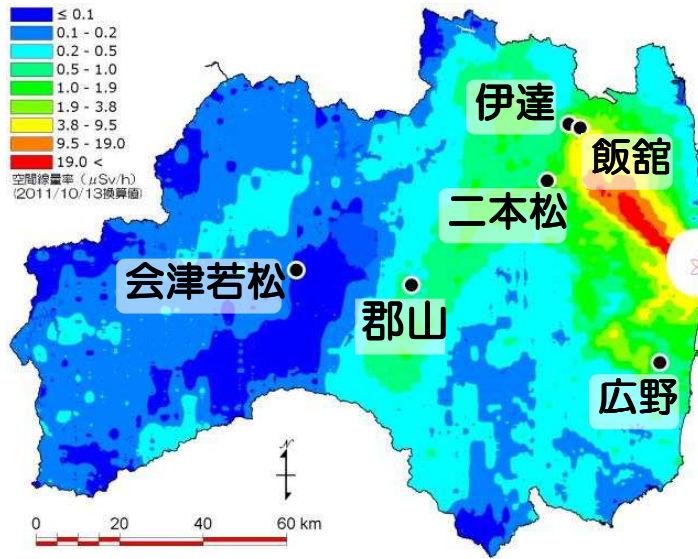 ≤ 0.1
0.1 - 0.2
0.2 - 0.5
0.5 - 1.0
1.0 - 1.9
1.9 - 3.8
3.8 - 9.5
9.5 - 19.0
19.0 <
空間線量率 (μSv/h)
(2011/10/13換算値)
伊達
飯舘
二本松
会津若松
郡山
広野
N
0 20 40 60 km